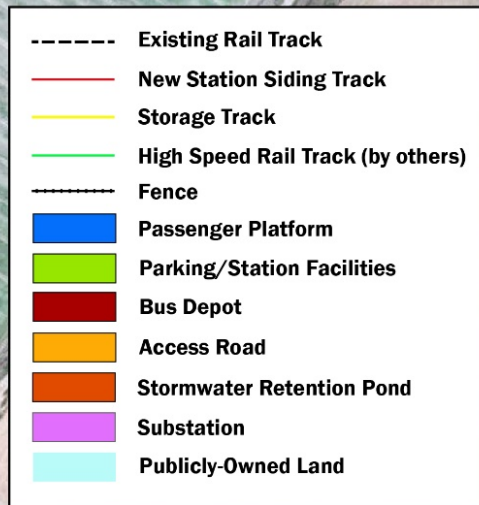 Existing Rail Track
New Station Siding Track
Storage Track
High Speed Rail Track (by others)
Fence
Passenger Platform
Parking/Station Facilities
Bus Depot
Access Road
Stormwater Retention Pond
Substation
Publicly-Owned Land